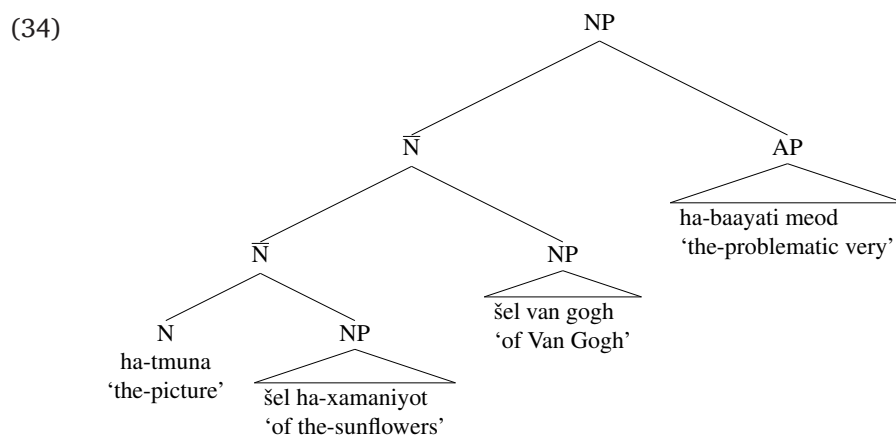 (34)
NP
N̅
AP
ha-baayati meod
‘the-problematic very’
N̅
NP
šel van gogh
‘of Van Gogh’
N
NP
ha-tmuna
‘the-picture’
šel ha-xamaniyot
‘of the-sunflowers’